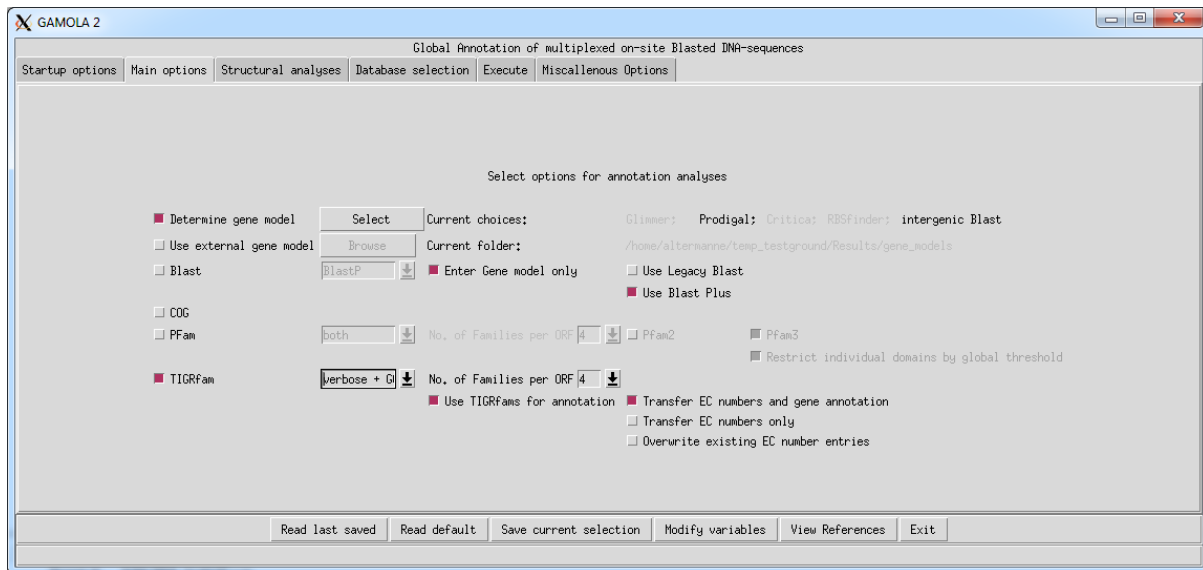 GAMOLA 2
Global Annotation of multiplexed on-site Blasted DNA-sequences
Startup options Main options Structural analyses Database selection Execute Miscallenous Options
Select options for annotation analyses
Determine gene model Select Current choices: Glimmer; Prodigal; Critica; RBSfinder; intergenic Blast
Use external gene model Browse Current folder: /home/altermanne/temp_testground/Results/gene_models
Blast BlastP Enter Gene model only Use Legacy Blast
Use Blast Plus
COG
PFam both No. of Families per ORF 4 Pfam2 Pfam3
Restrict individual domains by global threshold
TIGRfam verbose + No. of Families per ORF 4
Use TIGRfams for annotation Transfer EC numbers and gene annotation
Transfer EC numbers only
Overwrite existing EC number entries
Read last saved Read default Save current selection Modify variables View References Exit